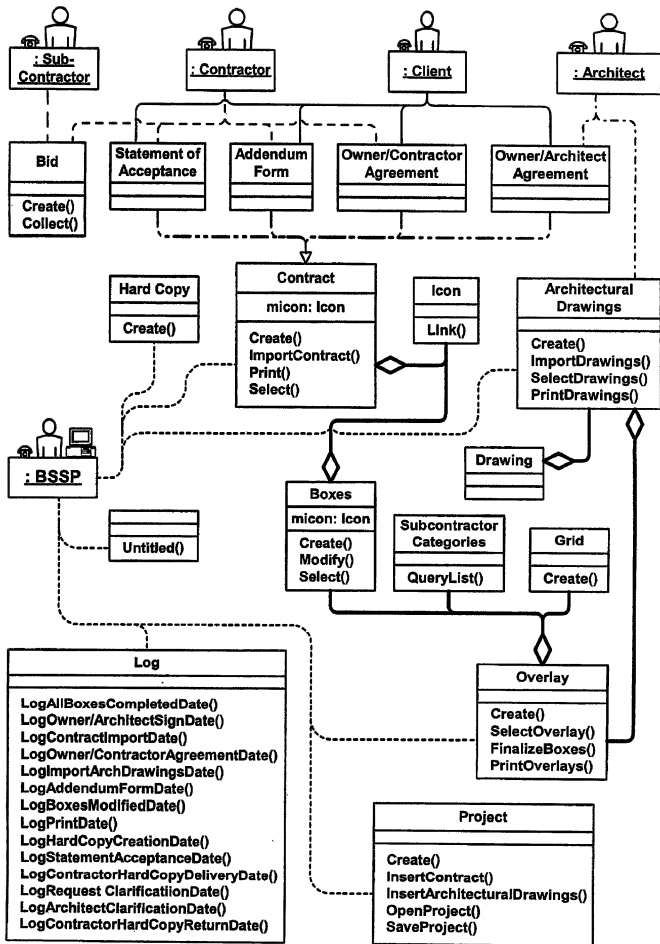 : Sub-
Contractor
: Contractor
: Client
: Architect
Bid
Create()
Collect()
Statement of
Acceptance
Addendum
Form
Owner/Contractor
Agreement
Owner/Architect
Agreement
Hard Copy
Create()
Contract
micon: Icon
Create()
ImportContract()
Print()
Select()
Icon
Link()
Architectural
Drawings
Create()
ImportDrawings()
SelectDrawings()
PrintDrawings()
: BSSP
Drawing
Untitled()
Boxes
micon: Icon
Create()
Modify()
Select()
Subcontractor
Categories
QueryList()
Grid
Create()
Log
LogAllBoxesCompletedDate()
LogOwner/ArchitectSignDate()
LogContractImportDate()
LogOwner/ContractorAgreementDate()
LogImportArchDrawingsDate()
LogAddendumFormDate()
LogBoxesModifiedDate()
LogPrintDate()
LogHardCopyCreationDate()
LogStatementAcceptanceDate()
LogContractorHardCopyDeliveryDate()
LogRequest ClarificationDate()
LogArchitectClarificationDate()
LogContractorHardCopyReturnDate()
Overlay
Create()
SelectOverlay()
FinalizeBoxes()
PrintOverlays()
Project
Create()
InsertContract()
InsertArchitecturalDrawings()
OpenProject()
SaveProject()